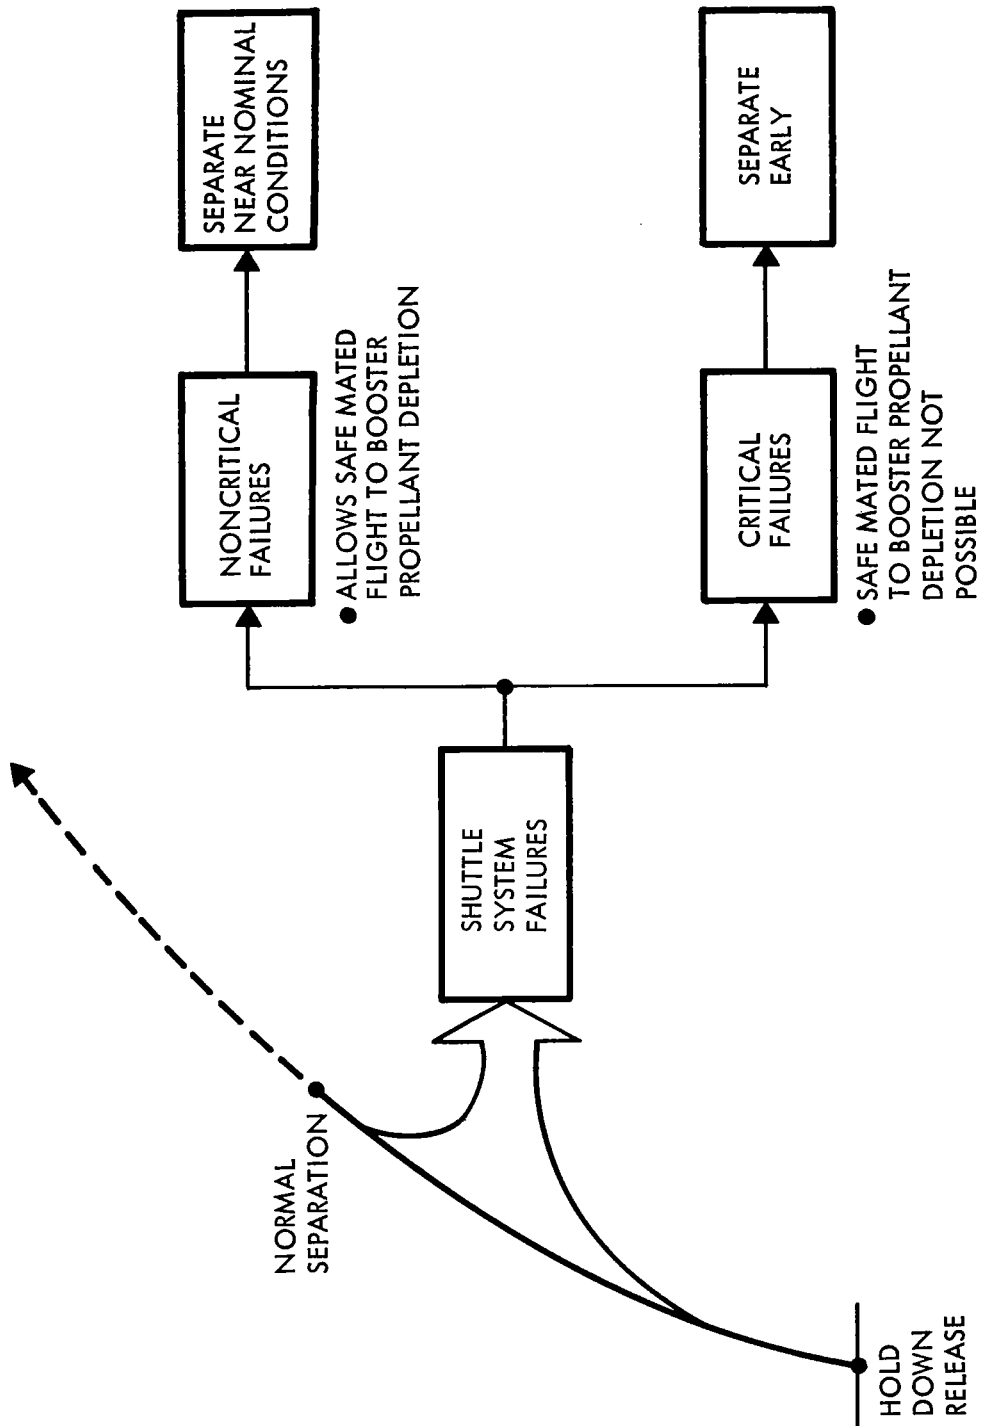 HOLD
DOWN
RELEASE
NORMAL
SEPARATION
SHUTTLE
SYSTEM
FAILURES
NONCRITICAL
FAILURES
● ALLOWS SAFE MATED
FLIGHT TO BOOSTER
PROPELLANT DEPLETION
SEPARATE
NEAR NOMINAL
CONDITIONS
CRITICAL
FAILURES
● SAFE MATED FLIGHT
TO BOOSTER PROPELLANT
DEPLETION NOT
POSSIBLE
SEPARATE
EARLY